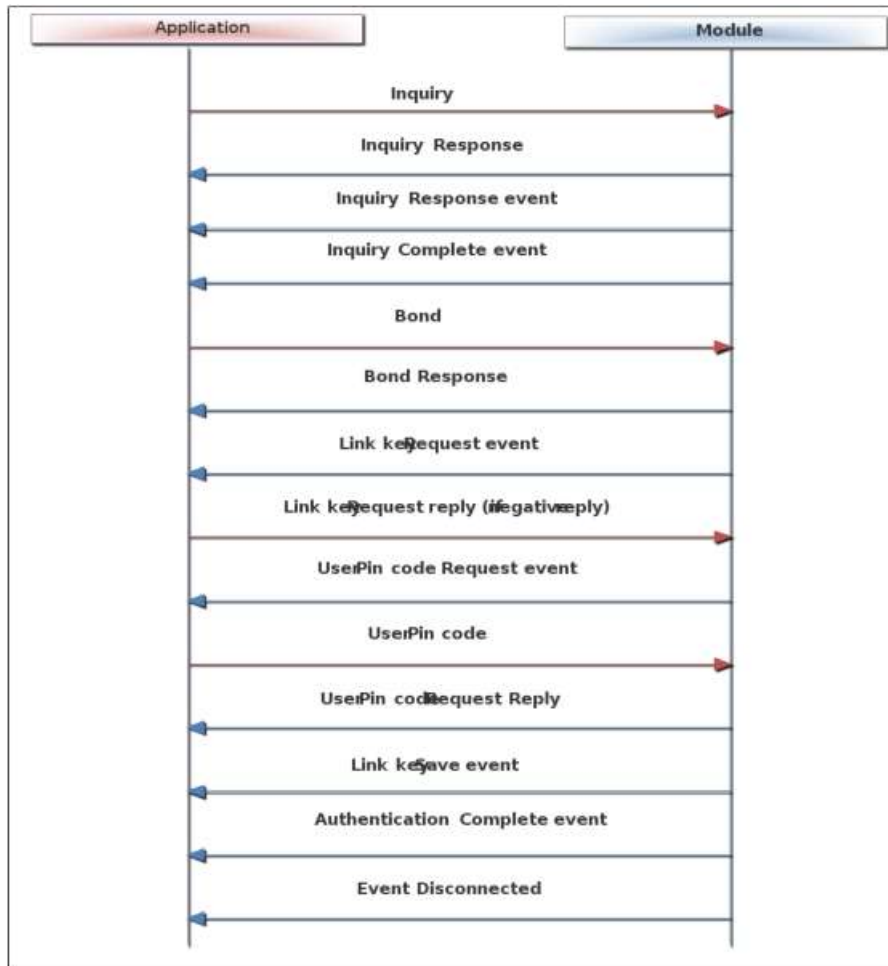 Application
Module
Inquiry
Inquiry Response
Inquiry Response event
Inquiry Complete event
Bond
Bond Response
Link key Request event
Link key Request reply (if negative reply)
User Pin code Request event
User Pin code
User Pin code Request Reply
Link key Save event
Authentication Complete event
Event Disconnected